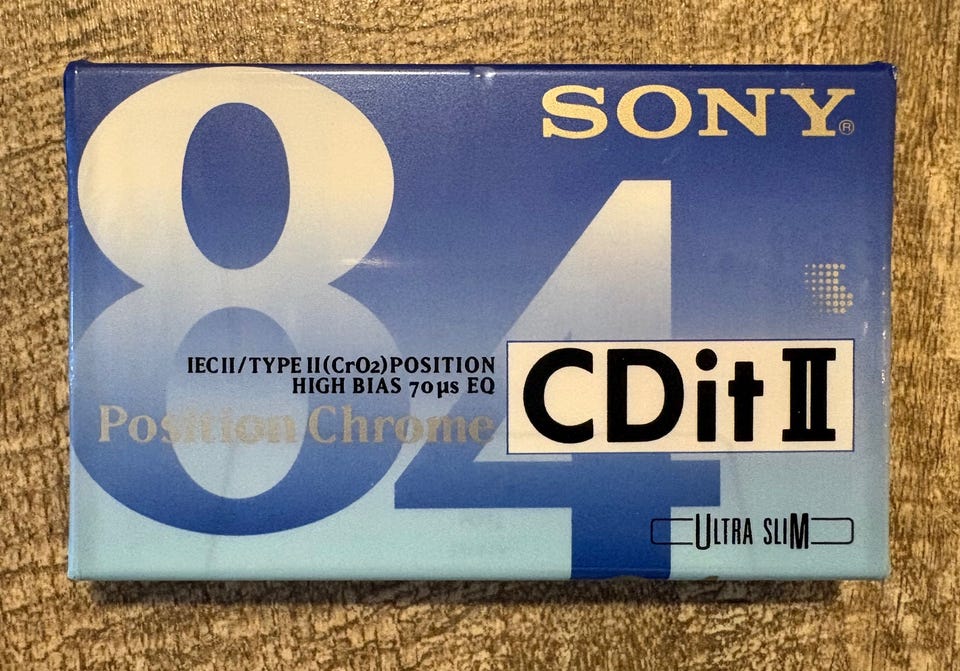 84
SONY®
IECII/TYPE II(CrO2)POSITION
HIGH BIAS 70µs EQ
Position Chrome
CDit II
ULTRA SLIM